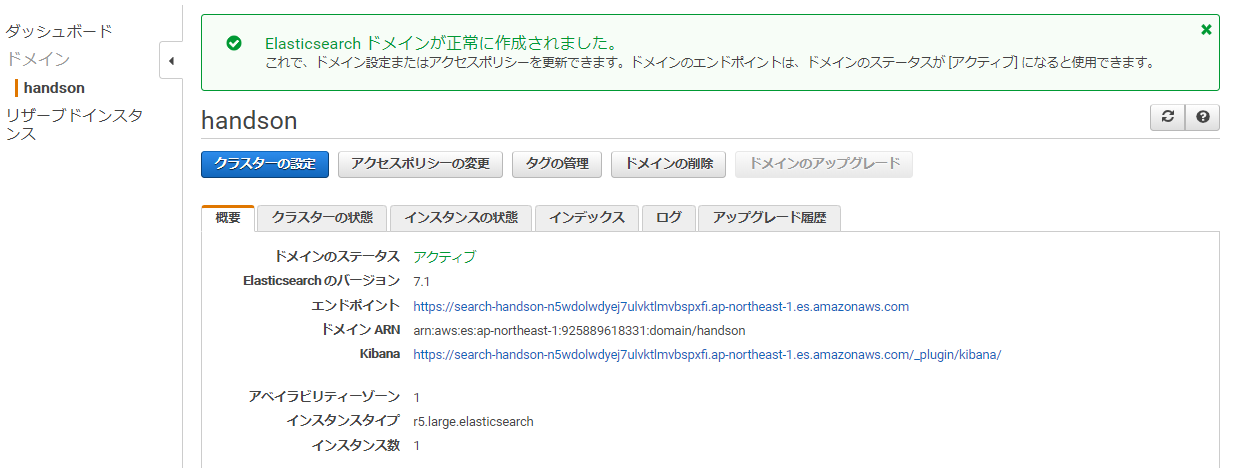 ダッシュボード
ドメイン
handson
リザーブドインスタ
ンス
Elasticsearch ドメインが正常に作成されました。
これで、ドメイン設定またはアクセスポリシーを更新できます。ドメインのエンドポイントは、ドメインのステータスが [アクティブ] になると使用できます。
handson
クラスターの設定 アクセスポリシーの変更 タグの管理 ドメインの削除 ドメインのアップグレード
概要 クラスターの状態 インスタンスの状態 インデックス ログ アップグレード履歴
ドメインのステータス アクティブ
Elasticsearch のバージョン 7.1
エンドポイント https://search-handson-n5wdolwdyej7ulvktlmvbspxfi.ap-northeast-1.es.amazonaws.com
ドメイン ARN arn:aws:es:ap-northeast-1:925889618331:domain/handson
Kibana https://search-handson-n5wdolwdyej7ulvktlmvbspxfi.ap-northeast-1.es.amazonaws.com/_plugin/kibana/
アベイラビリティーゾーン 1
インスタンスタイプ r5.large.elasticsearch
インスタンス数 1